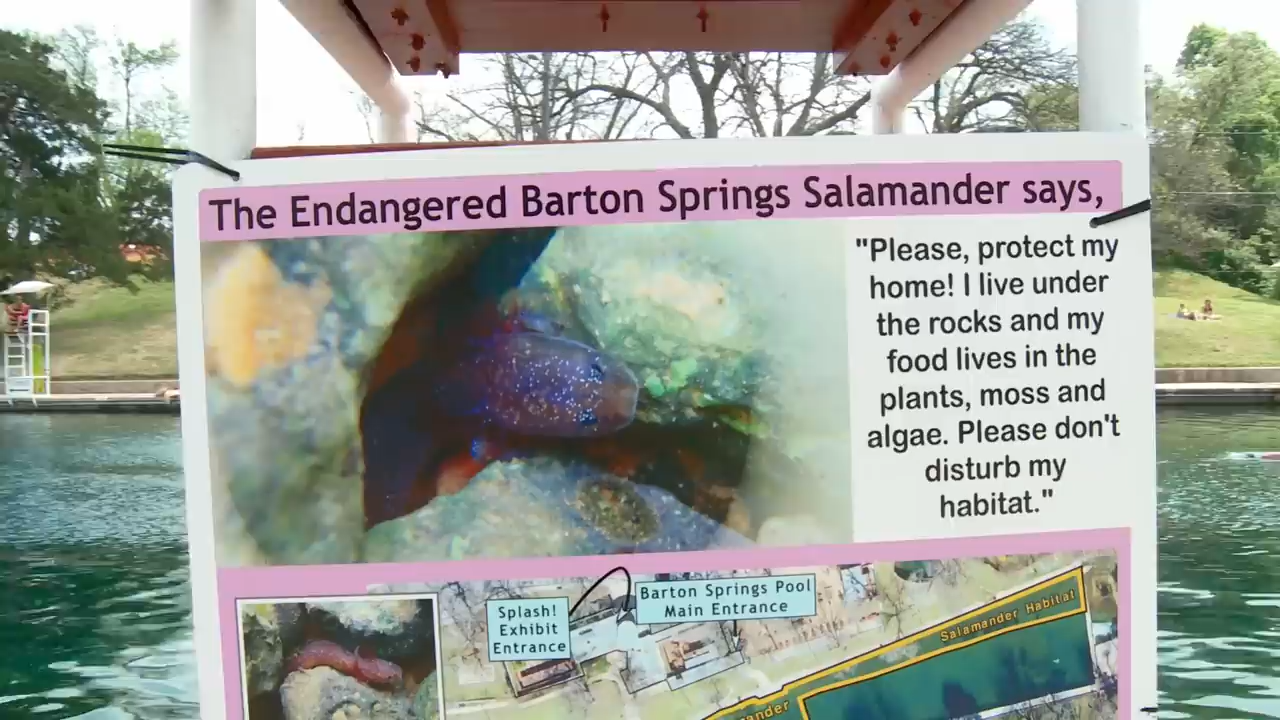 The Endangered Barton Springs Salamander says,
"Please, protect my
home! I live under
the rocks and my
food lives in the
plants, moss and
algae. Please don't
disturb my
habitat."
Splash!
Exhibit
Entrance
Barton Springs Pool
Main Entrance
Salamander Habitat